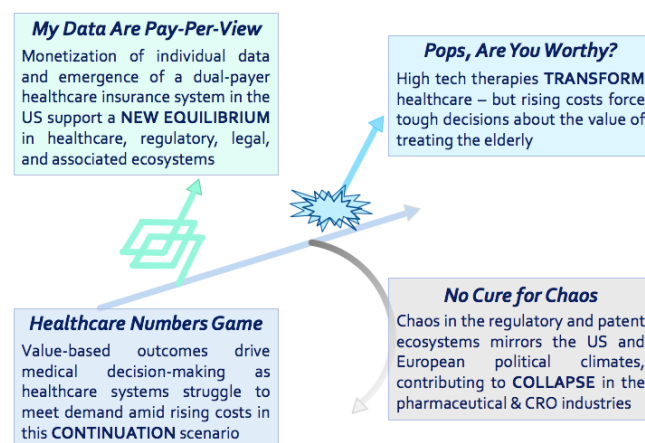 My Data Are Pay-Per-View
Monetization of individual data
and emergence of a dual-payer
healthcare insurance system in the
US support a NEW EQUILIBRIUM
in healthcare, regulatory, legal,
and associated ecosystems
Pops, Are You Worthy?
High tech therapies TRANSFORM
healthcare – but rising costs force
tough decisions about the value of
treating the elderly
Healthcare Numbers Game
Value-based outcomes drive
medical decision-making as
healthcare systems struggle to
meet demand amid rising costs in
this CONTINUATION scenario
No Cure for Chaos
Chaos in the regulatory and patent
ecosystems mirrors the US and
European political climates,
contributing to COLLAPSE in the
pharmaceutical & CRO industries